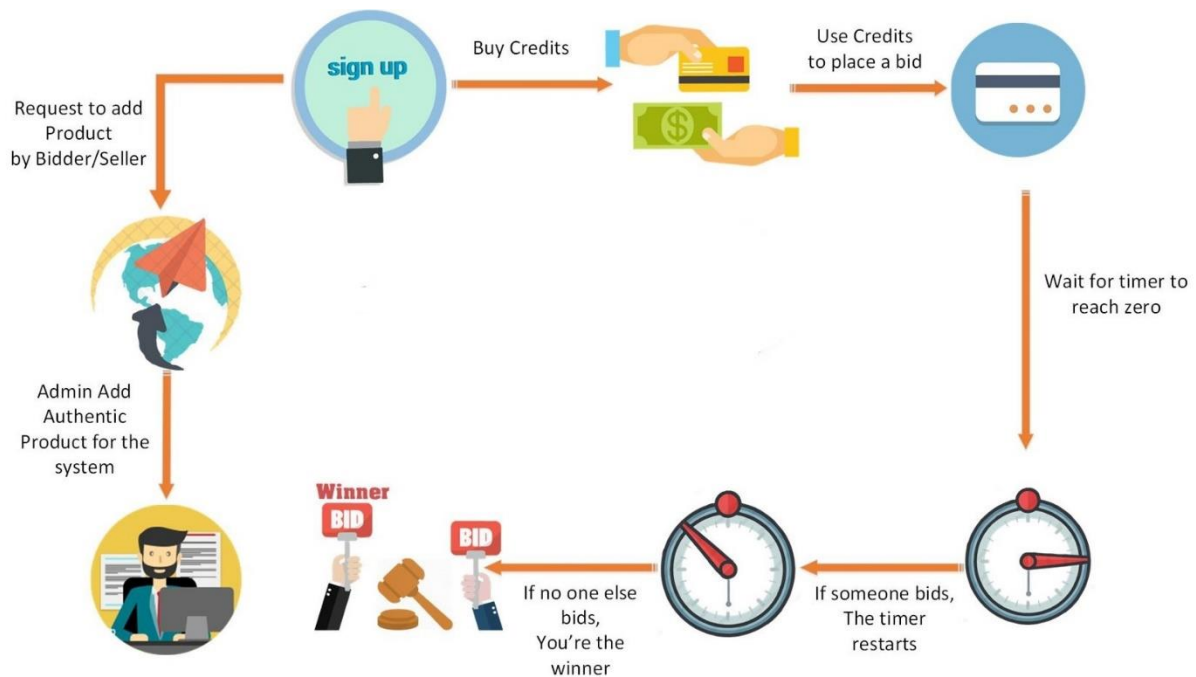 sign up
Buy Credits
Use Credits
to place a bid
Request to add
Product
by Bidder/Seller
Wait for timer to
reach zero
Admin Add
Authentic
Product for the
system
Winner
BID
BID
If no one else
bids,
You're the
winner
If someone bids,
The timer
restarts